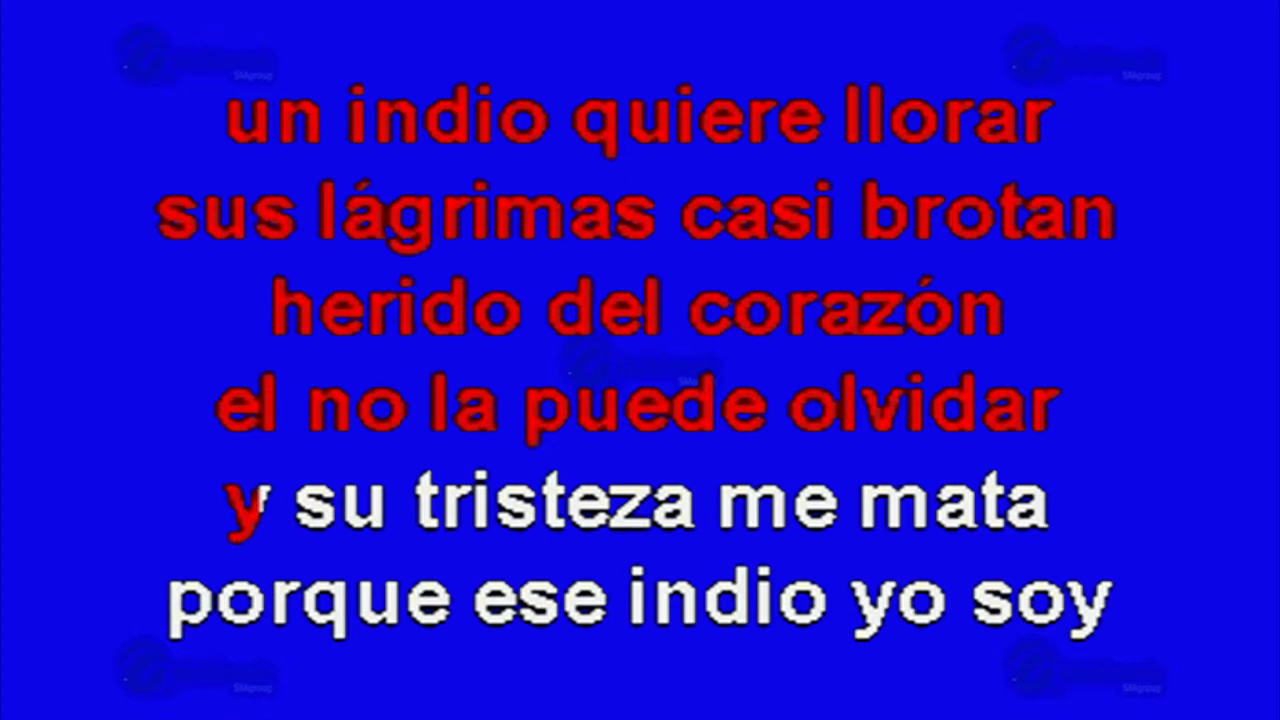 un indio quiere llorar
sus lágrimas casi brotan
herido del corazón
el no la puede olvidar
y su tristeza me mata
porque ese indio yo soy